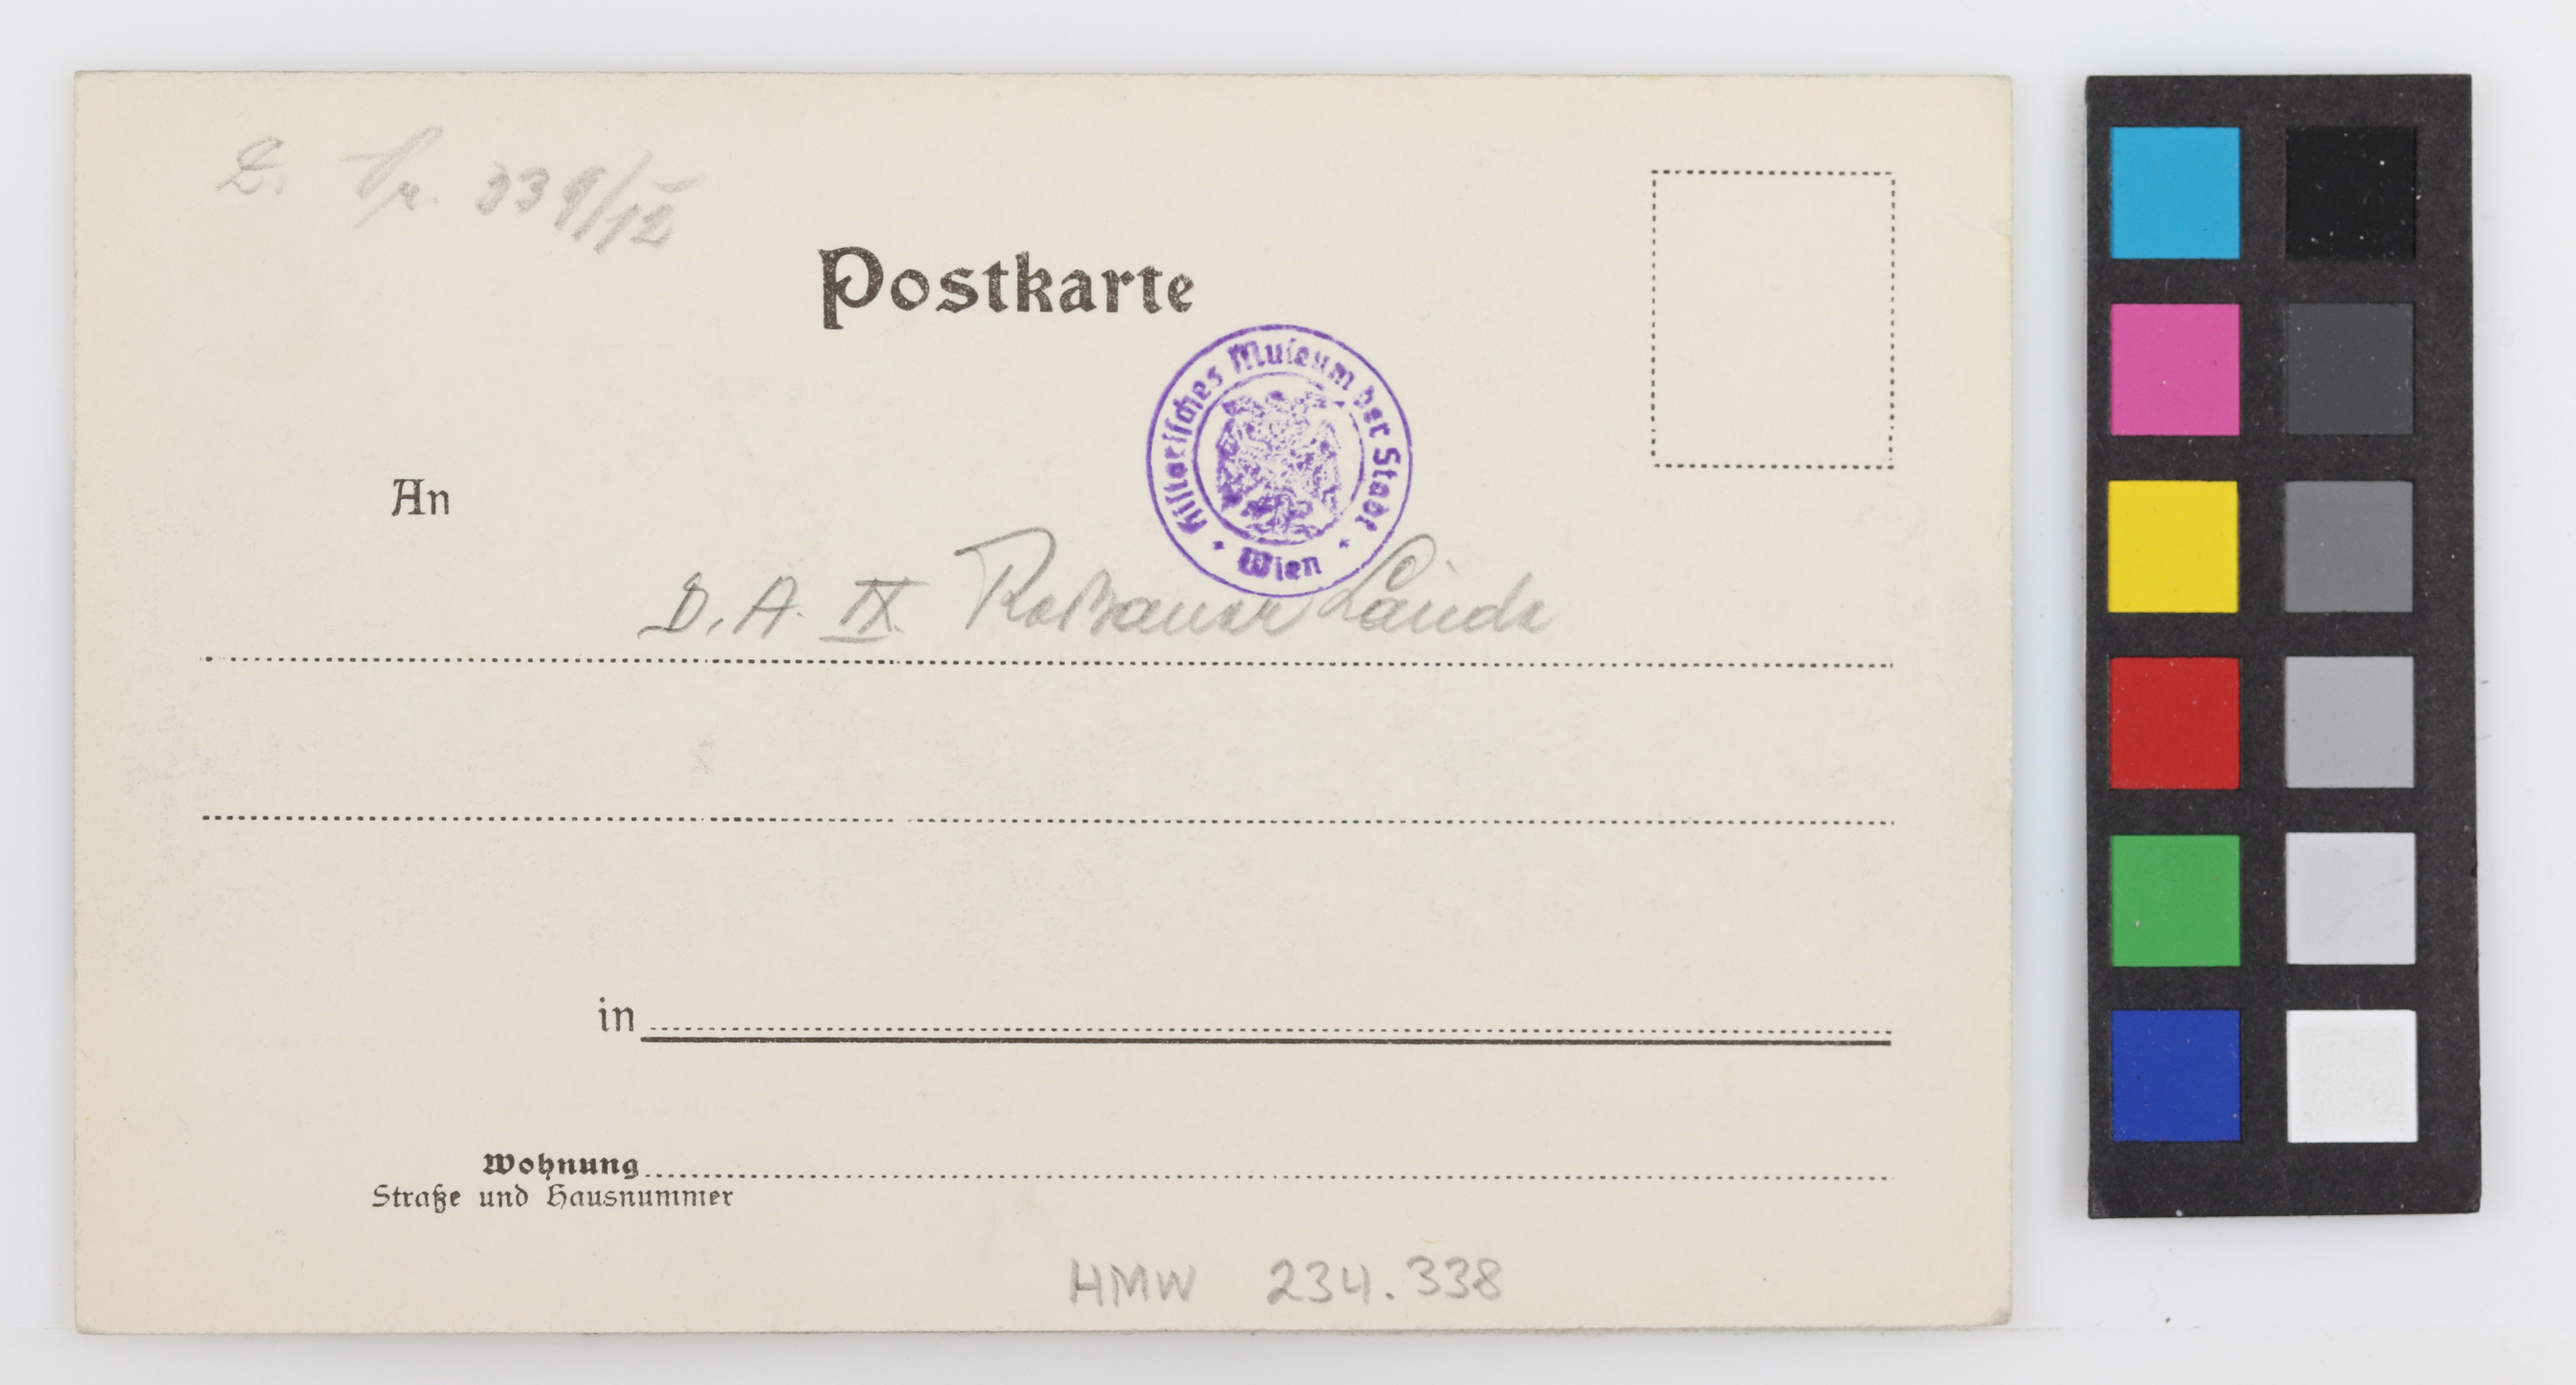 Postkarte
Historisches Museum der Stadt
Wien
An
D. A. IX. Roßauer Lände
in
Wohnung
Straße und Hausnummer
HMW 234.338